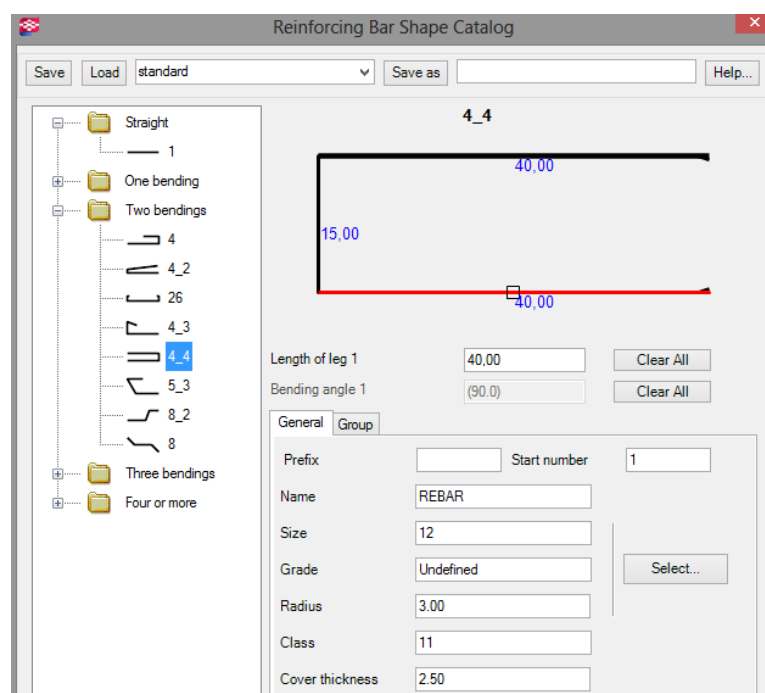 Reinforcing Bar Shape Catalog
Save Load standard Save as Help...
Straight
1
One bending
Two bendings
4
4_2
26
4_3
4_4
5_3
8_2
8
Three bendings
Four or more
4_4
40,00
15,00
40,00
Length of leg 1 40,00 Clear All
Bending angle 1 (90.0) Clear All
General Group
Prefix Start number 1
Name REBAR
Size 12
Grade Undefined Select...
Radius 3.00
Class 11
Cover thickness 2.50